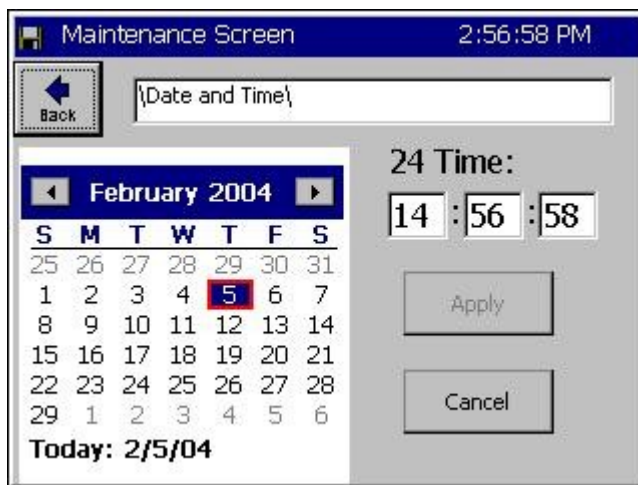 Maintenance Screen 2:56:58 PM
Back
\Date and Time\
February 2004
S M T W T F S
25 26 27 28 29 30 31
1 2 3 4 5 6 7
8 9 10 11 12 13 14
15 16 17 18 19 20 21
22 23 24 25 26 27 28
29 1 2 3 4 5 6
Today: 2/5/04
24 Time:
14 : 56 : 58
Apply
Cancel